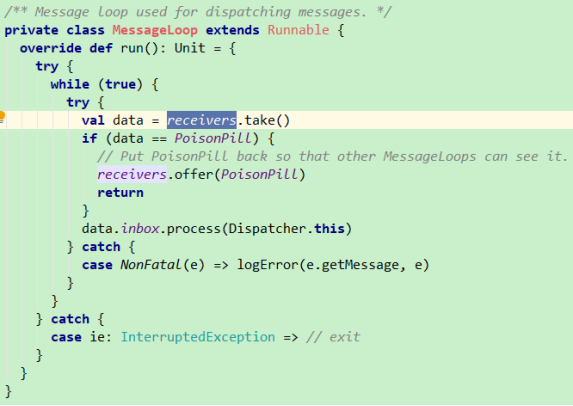 /** Message loop used for dispatching messages. */
private class MessageLoop extends Runnable {
  override def run(): Unit = {
    try {
      while (true) {
        try {
          val data = receivers.take()
          if (data == PoisonPill) {
            // Put PoisonPill back so that other MessageLoops can see it.
            receivers.offer(PoisonPill)
            return
          }
          data.inbox.process(Dispatcher.this)
        } catch {
          case NonFatal(e) => logError(e.getMessage, e)
        }
      }
    } catch {
      case ie: InterruptedException => // exit
    }
  }
}